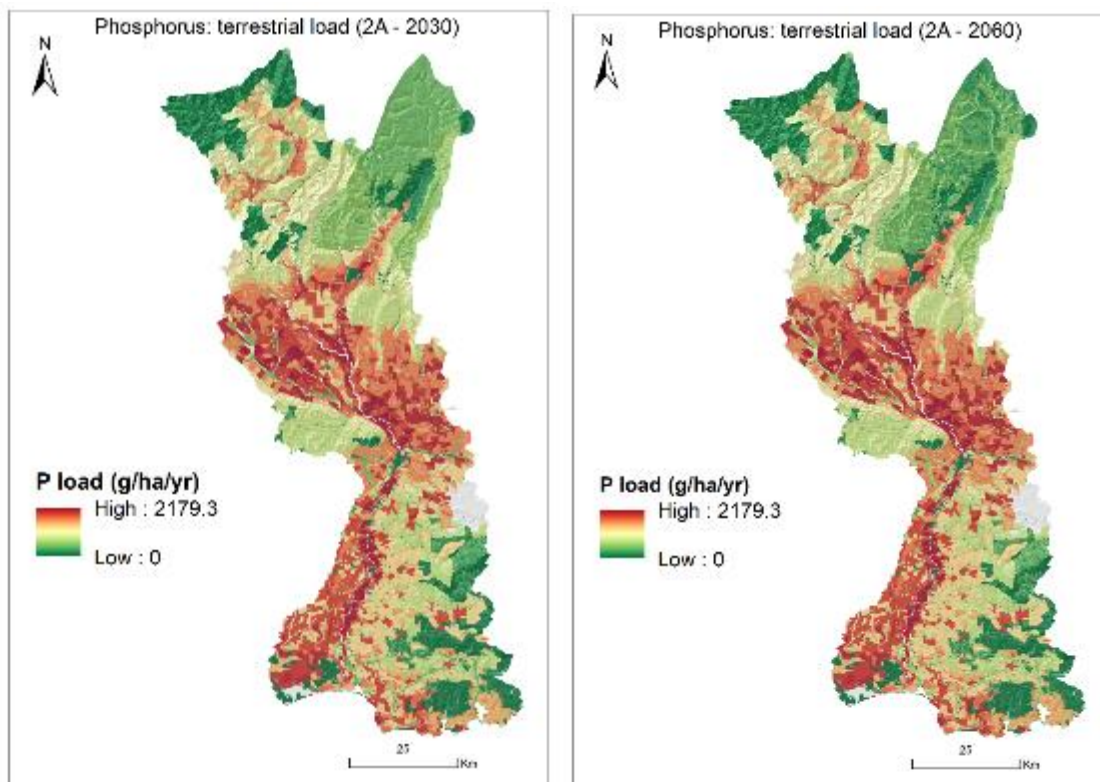 Phosphorus: terrestrial load (2A - 2030)
N
P load (g/ha/yr)
High : 2179.3
Low : 0
25
Km
Phosphorus: terrestrial load (2A - 2060)
N
P load (g/ha/yr)
High : 2179.3
Low : 0
25
Km